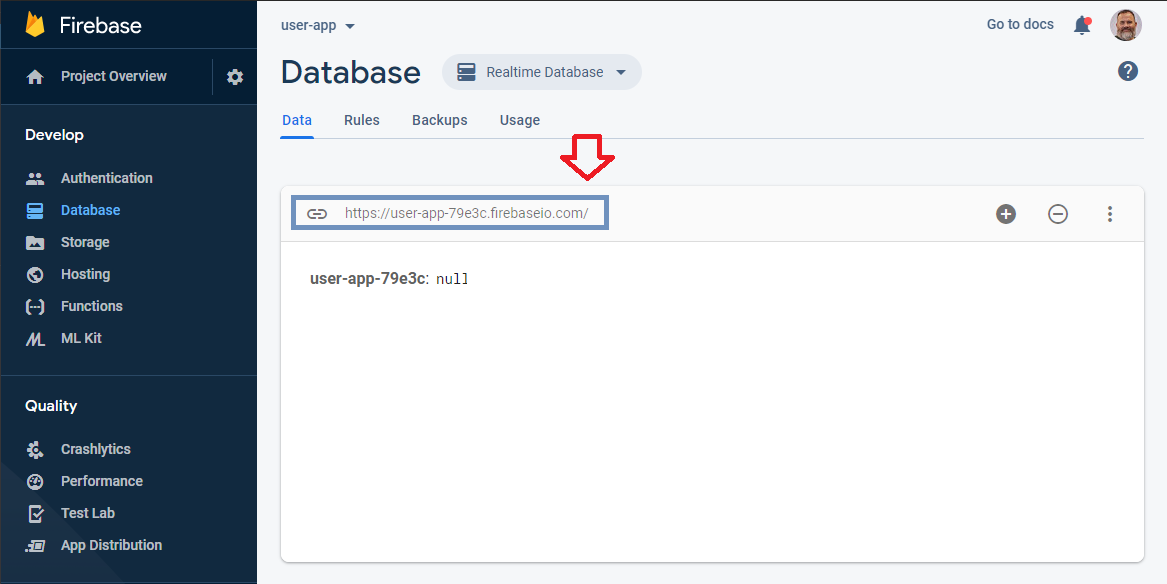 Firebase
Project Overview
Develop
Authentication
Database
Storage
Hosting
Functions
ML Kit
Quality
Crashlytics
Performance
Test Lab
App Distribution
user-app
Go to docs
Database
Realtime Database
Data Rules Backups Usage
https://user-app-79e3c.firebaseio.com/
user-app-79e3c: null